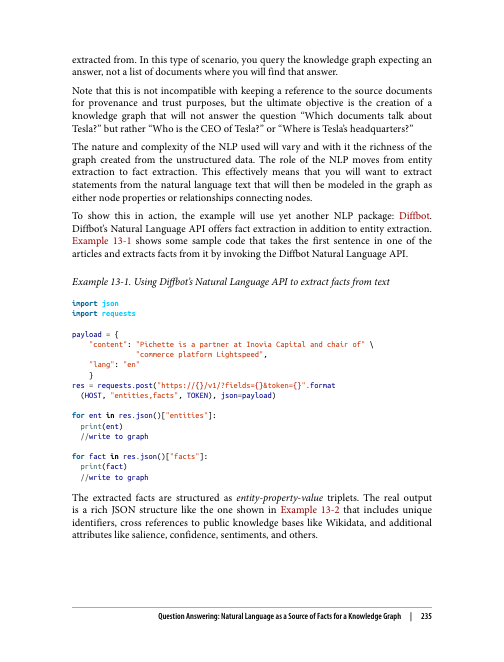 extracted from. In this type of scenario, you query the knowledge graph expecting an
answer, not a list of documents where you will find that answer.
Note that this is not incompatible with keeping a reference to the source documents
for provenance and trust purposes, but the ultimate objective is the creation of a
knowledge graph that will not answer the question “Which documents talk about
Tesla?” but rather “Who is the CEO of Tesla?” or “Where is Tesla’s headquarters?”
The nature and complexity of the NLP used will vary and with it the richness of the
graph created from the unstructured data. The role of the NLP moves from entity
extraction to fact extraction. This effectively means that you will want to extract
statements from the natural language text that will then be modeled in the graph as
either node properties or relationships connecting nodes.
To show this in action, the example will use yet another NLP package: Diffbot.
Diffbot’s Natural Language API offers fact extraction in addition to entity extraction.
Example 13-1 shows some sample code that takes the first sentence in one of the
articles and extracts facts from it by invoking the Diffbot Natural Language API.
Example 13-1. Using Diffbot’s Natural Language API to extract facts from text
import json
import requests
payload = {
    "content": "Pichette is a partner at Inovia Capital and chair of" \
               "commerce platform Lightspeed",
    "lang": "en"
    }
res = requests.post("https://{}/v1/?fields={}&token={}".format
  (HOST, "entities,facts", TOKEN), json=payload)
for ent in res.json()["entities"]:
  print(ent)
  //write to graph
for fact in res.json()["facts"]:
  print(fact)
  //write to graph
The extracted facts are structured as entity-property-value triplets. The real output
is a rich JSON structure like the one shown in Example 13-2 that includes unique
identifiers, cross references to public knowledge bases like Wikidata, and additional
attributes like salience, confidence, sentiments, and others.
Question Answering: Natural Language as a Source of Facts for a Knowledge Graph | 235